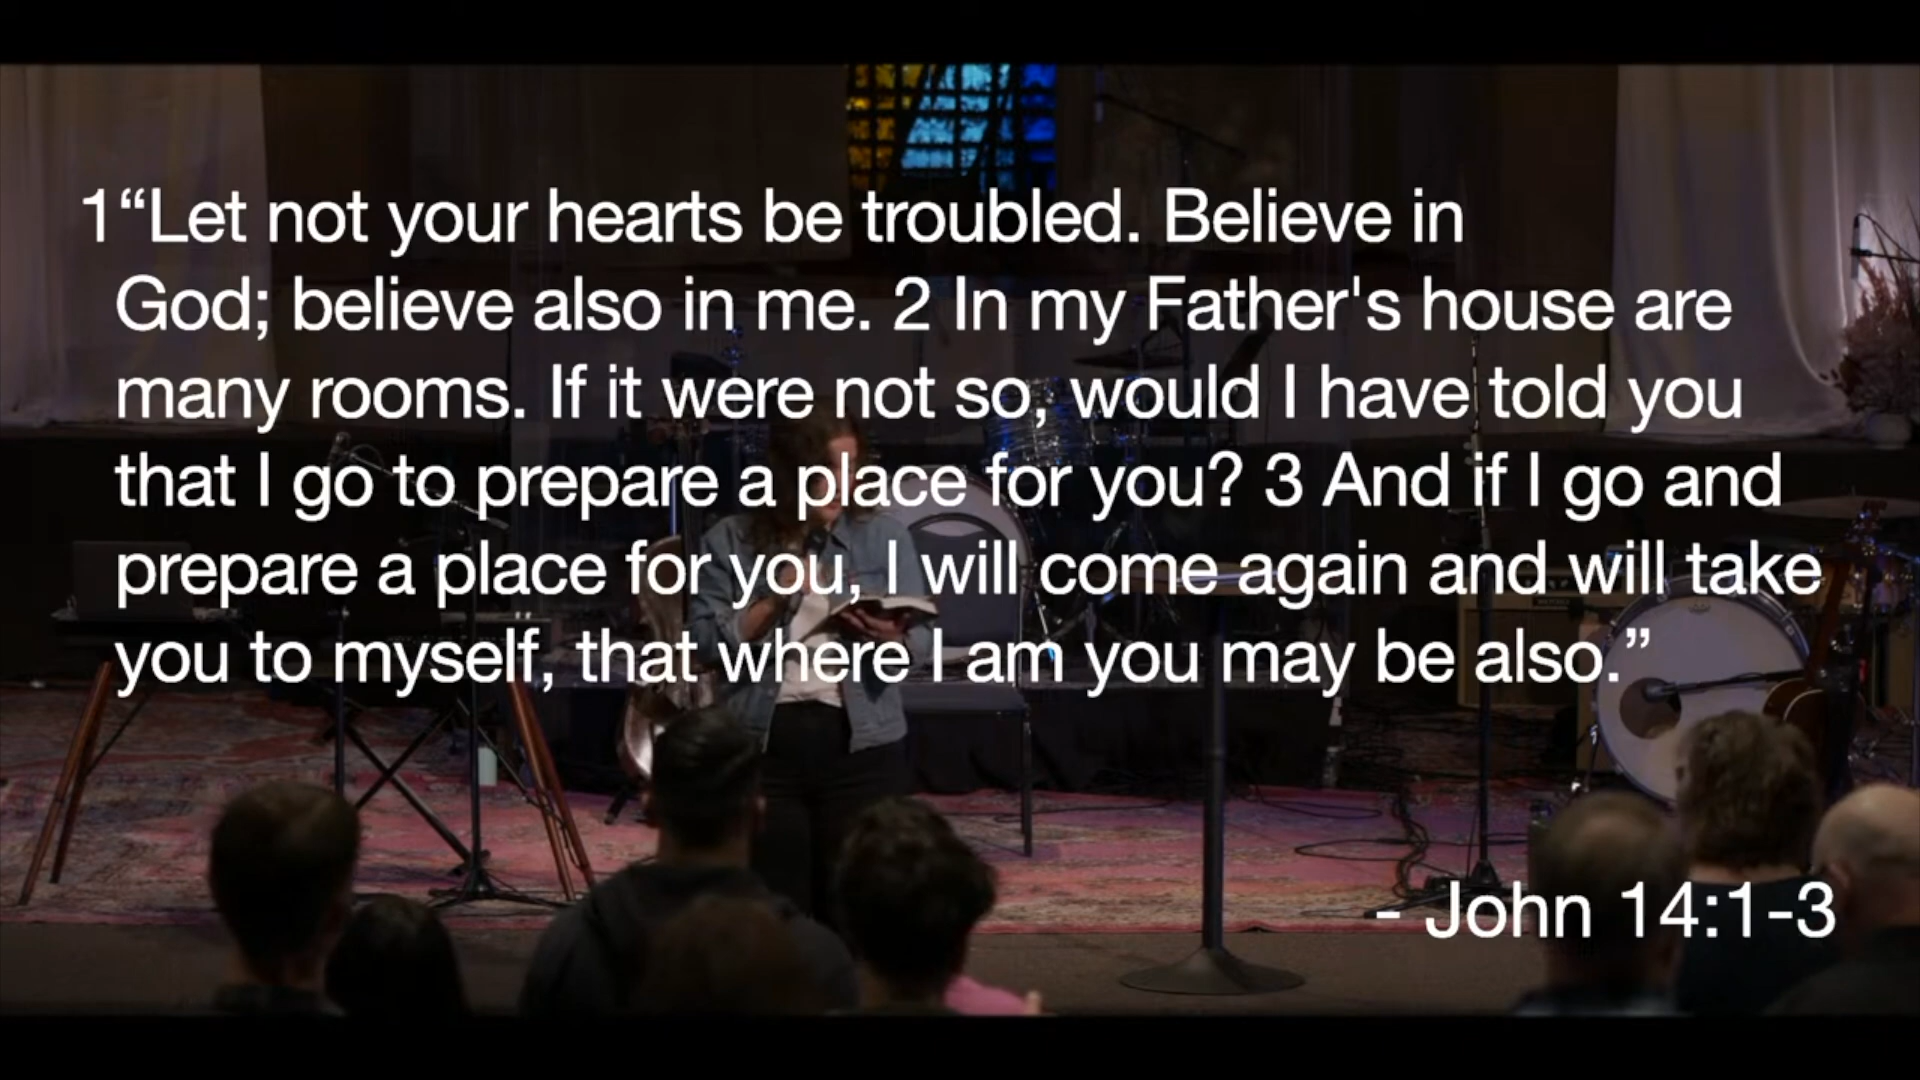 1“Let not your hearts be troubled. Believe in
God; believe also in me. 2 In my Father's house are
many rooms. If it were not so, would I have told you
that I go to prepare a place for you? 3 And if I go and
prepare a place for you, I will come again and will take
you to myself, that where I am you may be also.”
- John 14:1-3